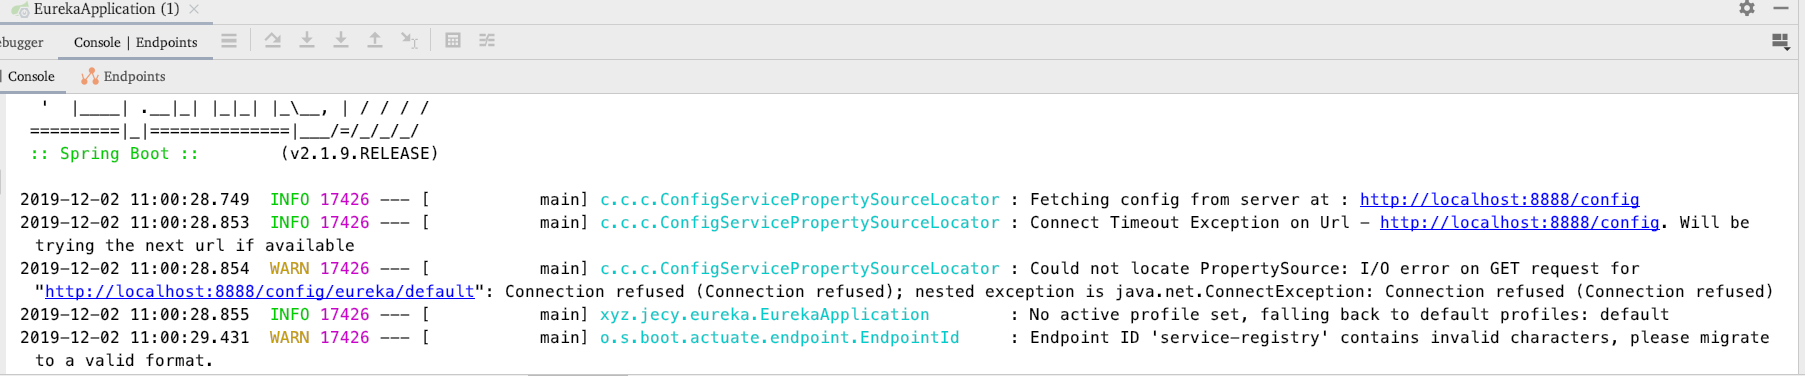 EurekaApplication (1)
ebugger Console | Endpoints
Console Endpoints
'  |____| .__|_| |_|_| |_\__, | / / / /
=========|_|==============|___/=/_/_/_/
:: Spring Boot ::        (v2.1.9.RELEASE)
2019-12-02 11:00:28.749  INFO 17426 --- [           main] c.c.c.ConfigServicePropertySourceLocator : Fetching config from server at : http://localhost:8888/config
2019-12-02 11:00:28.853  INFO 17426 --- [           main] c.c.c.ConfigServicePropertySourceLocator : Connect Timeout Exception on Url - http://localhost:8888/config. Will be
trying the next url if available
2019-12-02 11:00:28.854  WARN 17426 --- [           main] c.c.c.ConfigServicePropertySourceLocator : Could not locate PropertySource: I/O error on GET request for
"http://localhost:8888/config/eureka/default": Connection refused (Connection refused); nested exception is java.net.ConnectException: Connection refused (Connection refused)
2019-12-02 11:00:28.855  INFO 17426 --- [           main] xyz.jecy.eureka.EurekaApplication        : No active profile set, falling back to default profiles: default
2019-12-02 11:00:29.431  WARN 17426 --- [           main] o.s.boot.actuate.endpoint.EndpointId     : Endpoint ID 'service-registry' contains invalid characters, please migrate
to a valid format.